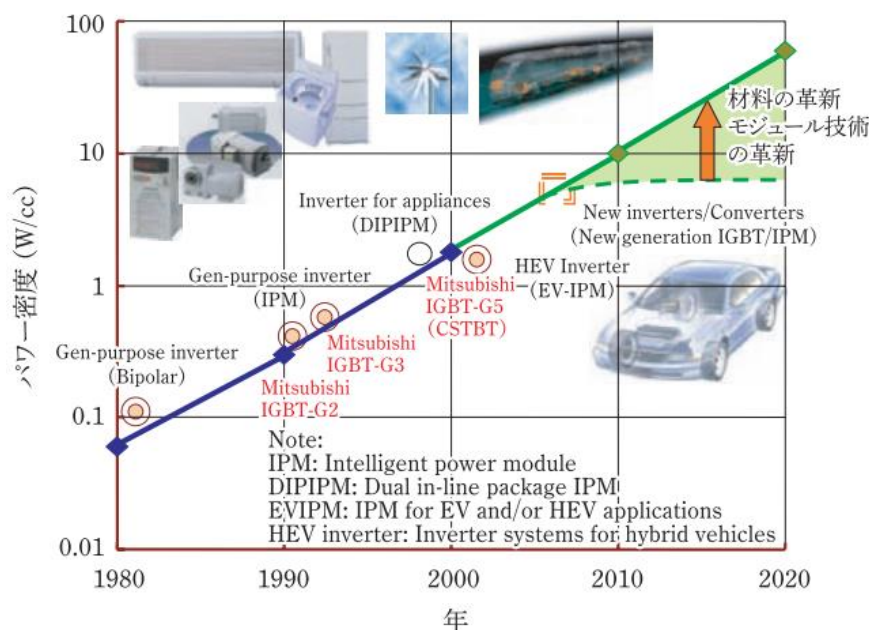 100
10
1
0.1
0.01
パワー密度 (W/cc)
1980
1990
2000
2010
2020
年
材料の革新
モジュール技術
の革新
Inverter for appliances
(DIPIPM)
New inverters/Converters
(New generation IGBT/IPM)
Gen-purpose inverter
(IPM)
HEV Inverter
(EV-IPM)
Mitsubishi
IGBT-G5
(CSTBT)
Gen-purpose inverter
(Bipolar)
Mitsubishi
IGBT-G3
Mitsubishi
IGBT-G2
Note:
IPM: Intelligent power module
DIPIPM: Dual in-line package IPM
EVIPM: IPM for EV and/or HEV applications
HEV inverter: Inverter systems for hybrid vehicles